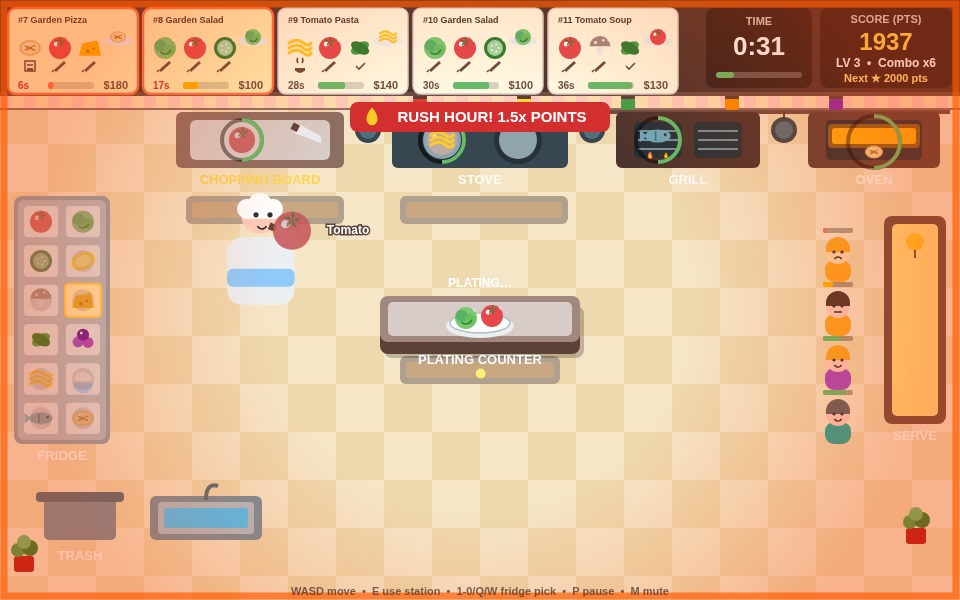 #7 Garden Pizza
6s $180
#8 Garden Salad
17s $100
#9 Tomato Pasta
28s $140
#10 Garden Salad
30s $100
#11 Tomato Soup
36s $130
TIME
0:31
SCORE (PTS)
1937
LV 3 • Combo x6
Next ★ 2000 pts
RUSH HOUR! 1.5x POINTS
CHOPPING BOARD
STOVE
GRILL
OVEN
Tomato
PLATING...
PLATING COUNTER
FRIDGE
SERVE
TRASH
WASD move • E use station • 1-0/Q/W fridge pick • P pause • M mute